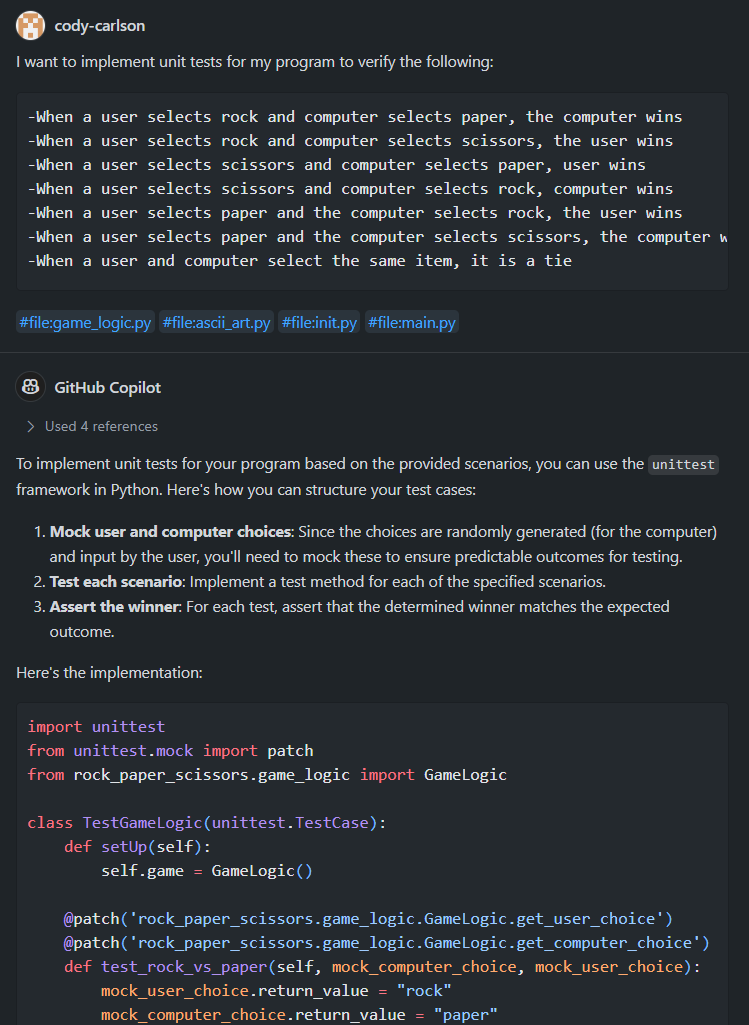 cody-carlson
I want to implement unit tests for my program to verify the following:
-When a user selects rock and computer selects paper, the computer wins
-When a user selects rock and computer selects scissors, the user wins
-When a user selects scissors and computer selects paper, user wins
-When a user selects scissors and computer selects rock, computer wins
-When a user selects paper and the computer selects rock, the user wins
-When a user selects paper and the computer selects scissors, the computer w
-When a user and computer select the same item, it is a tie
#file:game_logic.py #file:ascii_art.py #file:init.py #file:main.py
GitHub Copilot
Used 4 references
To implement unit tests for your program based on the provided scenarios, you can use the unittest
framework in Python. Here's how you can structure your test cases:
1. Mock user and computer choices: Since the choices are randomly generated (for the computer)
and input by the user, you'll need to mock these to ensure predictable outcomes for testing.
2. Test each scenario: Implement a test method for each of the specified scenarios.
3. Assert the winner: For each test, assert that the determined winner matches the expected
outcome.
Here's the implementation:
import unittest
from unittest.mock import patch
from rock_paper_scissors.game_logic import GameLogic
class TestGameLogic(unittest.TestCase):
def setUp(self):
self.game = GameLogic()
@patch('rock_paper_scissors.game_logic.GameLogic.get_user_choice')
@patch('rock_paper_scissors.game_logic.GameLogic.get_computer_choice')
def test_rock_vs_paper(self, mock_computer_choice, mock_user_choice):
mock_user_choice.return_value = "rock"
mock_computer_choice.return_value = "paper"